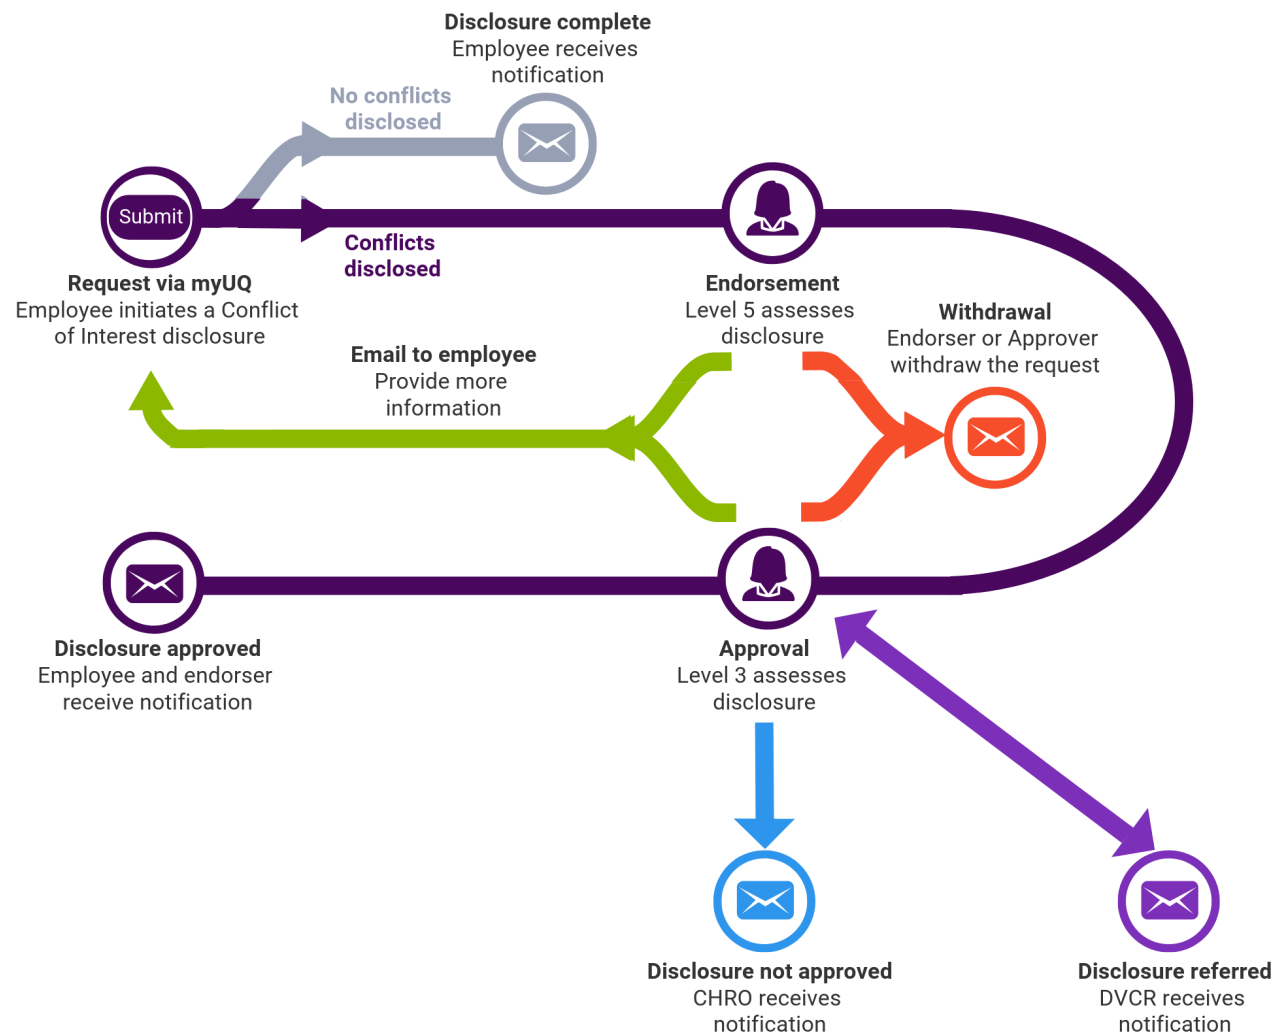 Disclosure complete
Employee receives
notification
No conflicts
disclosed
Submit
Conflicts
disclosed
Request via myUQ
Employee initiates a Conflict
of Interest disclosure
Endorsement
Level 5 assesses
disclosure
Withdrawal
Endorser or Approver
withdraw the request
Email to employee
Provide more
information
Disclosure approved
Employee and endorser
receive notification
Approval
Level 3 assesses
disclosure
Disclosure not approved
CHRO receives
notification
Disclosure referred
DVCR receives
notification